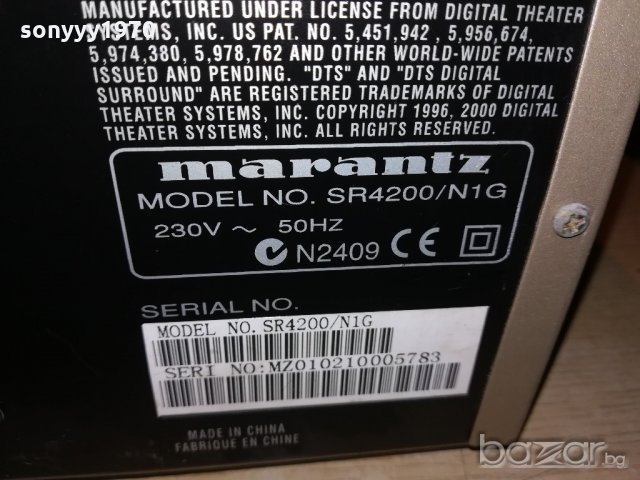 sonyyy1970
MANUFACTURED UNDER LICENSE FROM DIGITAL THEATER
SYSTEMS, INC. US PAT. NO. 5,451,942 , 5,956,674,
5,974,380, 5,978,762 AND OTHER WORLD-WIDE PATENTS
ISSUED AND PENDING. "DTS" AND "DTS DIGITAL
SURROUND" ARE REGISTERED TRADEMARKS OF DIGITAL
THEATER SYSTEMS, INC. COPYRIGHT 1996, 2000 DIGITAL
THEATER SYSTEMS, INC. ALL RIGHTS RESERVED.
marantz
MODEL NO. SR4200/N1G
230V ~ 50HZ
N2409 CE
SERIAL NO.
MODEL NO. SR4200/N1G
SERI NO:MZ010210005783
MADE IN CHINA
FABRIQUE EN CHINE
bazar.bg